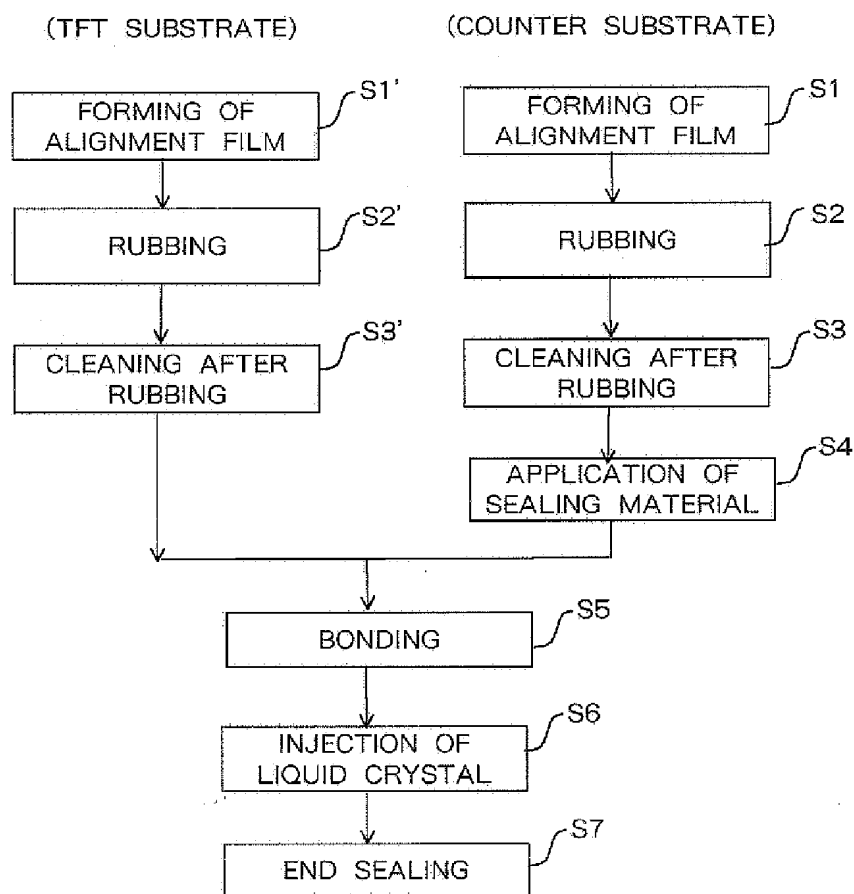 (TFT SUBSTRATE)
(COUNTER SUBSTRATE)
S1'
FORMING OF
ALIGNMENT FILM
S1
FORMING OF
ALIGNMENT FILM
S2'
RUBBING
S2
RUBBING
S3'
CLEANING AFTER
RUBBING
S3
CLEANING AFTER
RUBBING
S4
APPLICATION OF
SEALING MATERIAL
S5
BONDING
S6
INJECTION OF
LIQUID CRYSTAL
S7
END SEALING